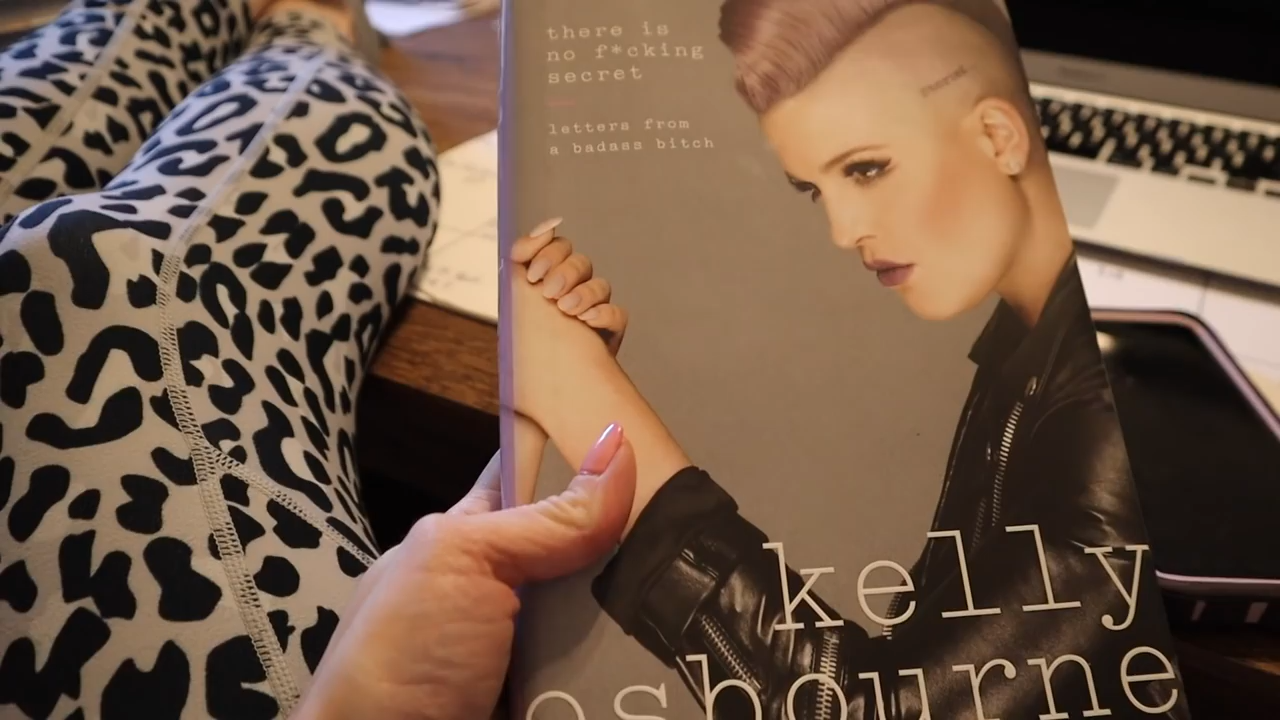 there is
no f*cking
secret
letters from
a badass bitch
kelly
osbourne